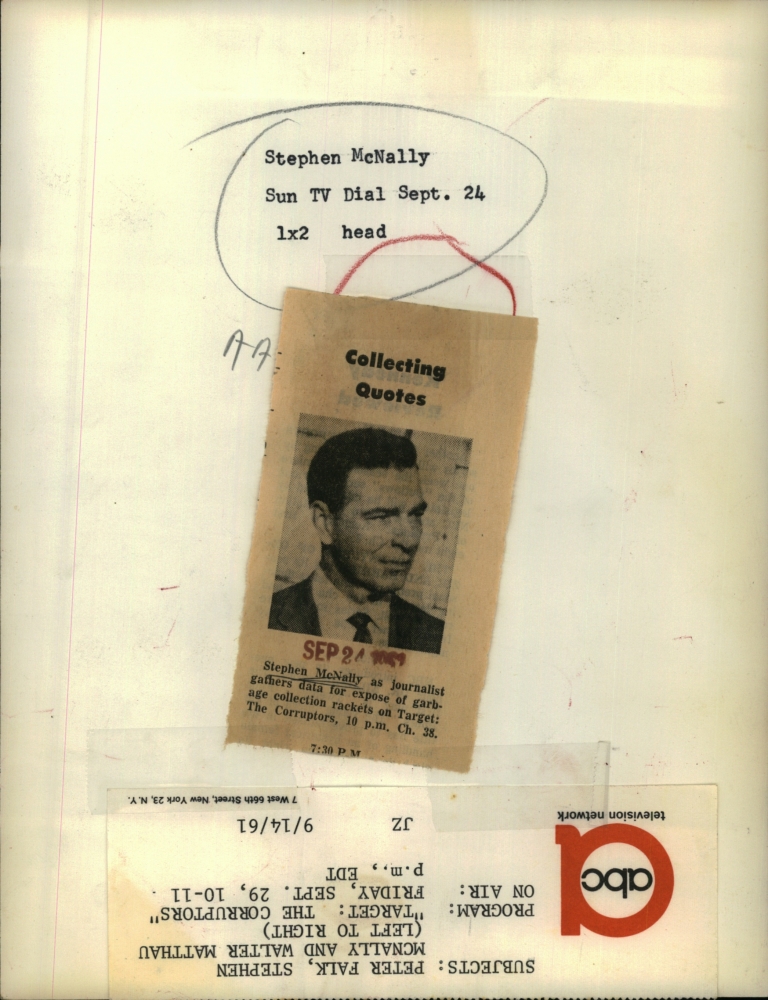 Stephen McNally
Sun TV Dial Sept. 24
1x2 head
AA
Collecting
Quotes
SEP 24 1961
Stephen McNally as journalist
gathers data for expose of garb-
age collection rackets on Target:
The Corruptors, 10 p.m. Ch. 38.
7:30 P.M
abc
television network
SUBJECTS: PETER FALK, STEPHEN
MCNALLY AND WALTER MATTHAU
(LEFT TO RIGHT)
PROGRAM: "TARGET: THE CORRUPTORS"
ON AIR: FRIDAY, SEPT. 29, 10-11
p.m., EDT
JZ 9/14/61
7 West 66th Street, New York 23, N.Y.